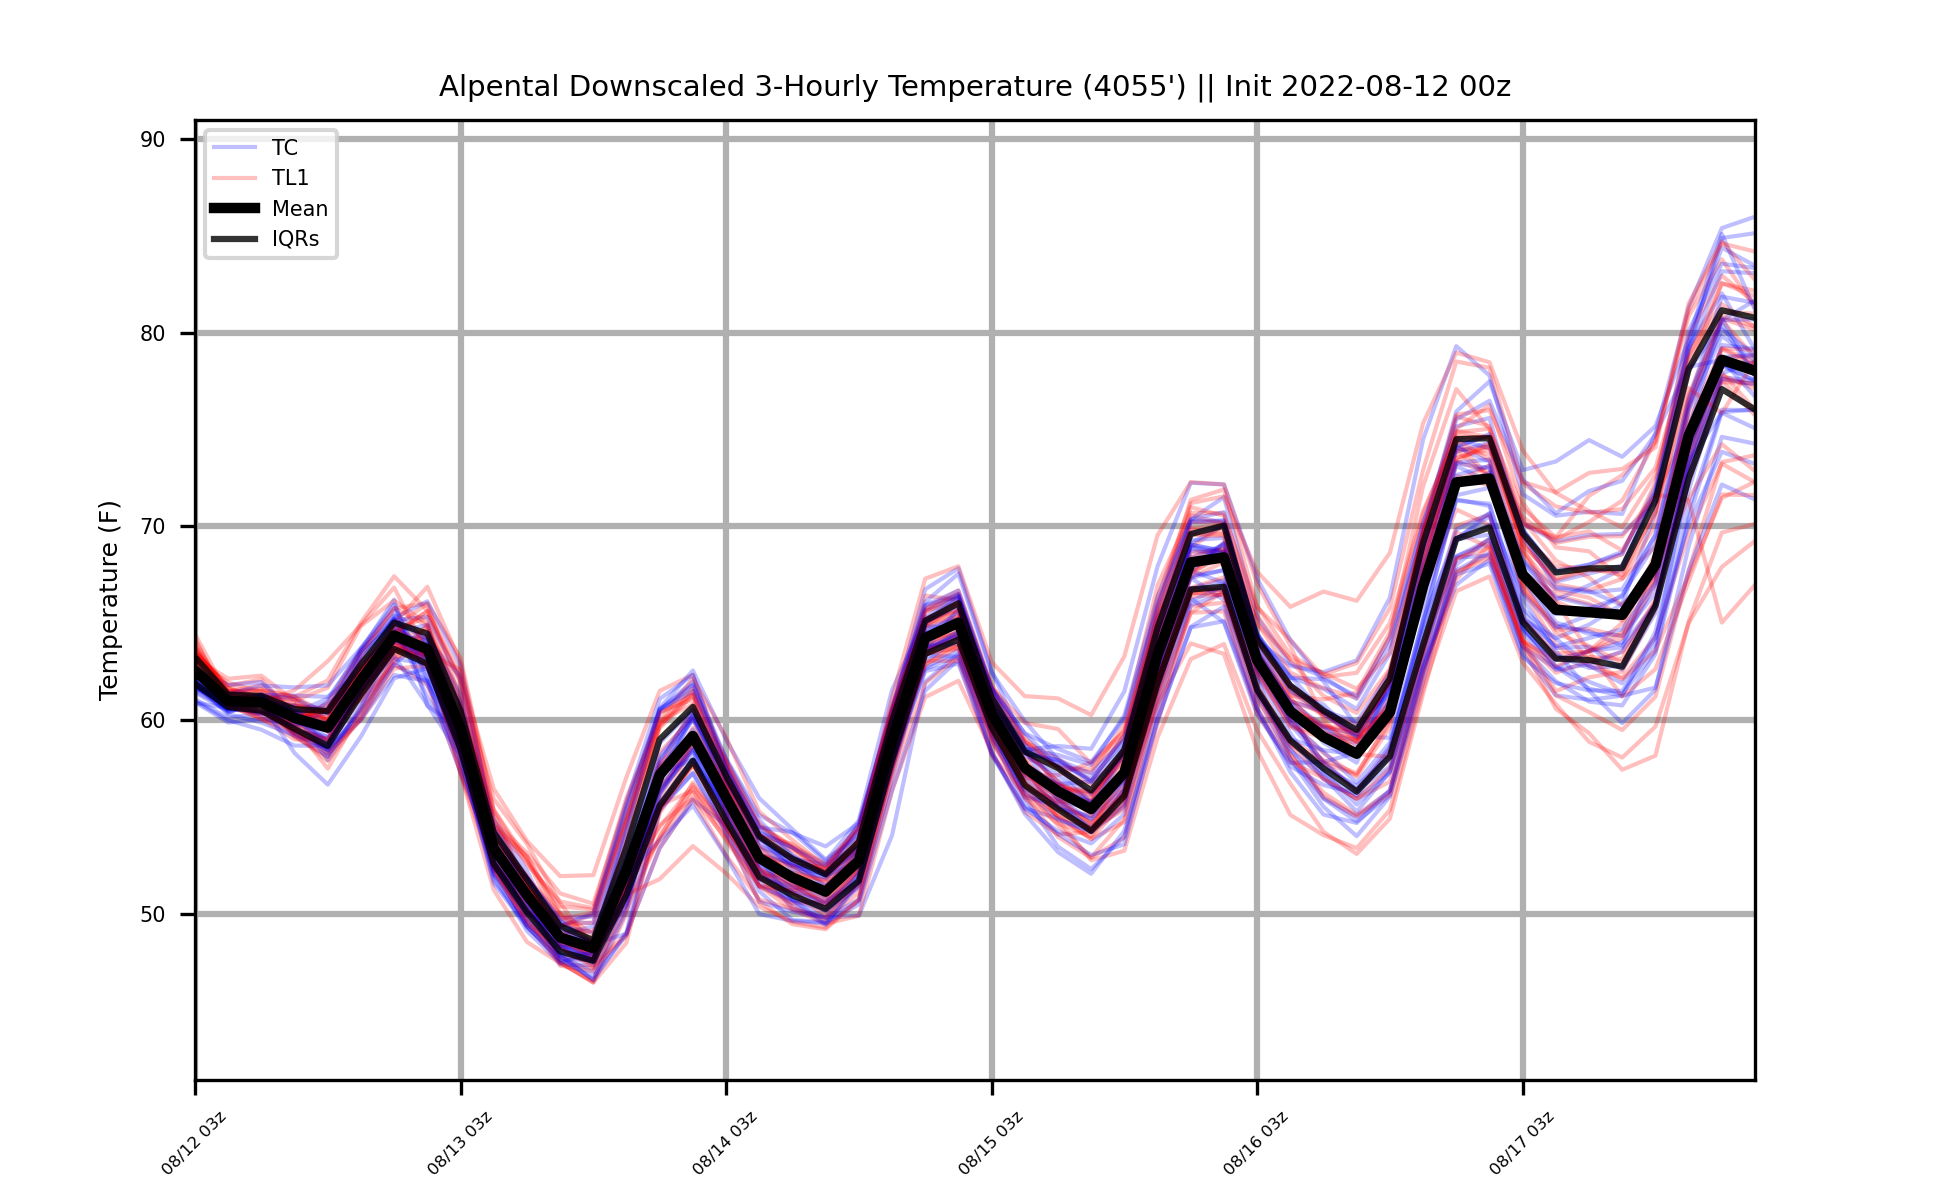 Alpental Downscaled 3-Hourly Temperature (4055') || Init 2022-08-12 00z
TC
TL1
Mean
IQRs
Temperature (F)
90
80
70
60
50
08/12 03z
08/13 03z
08/14 03z
08/15 03z
08/16 03z
08/17 03z